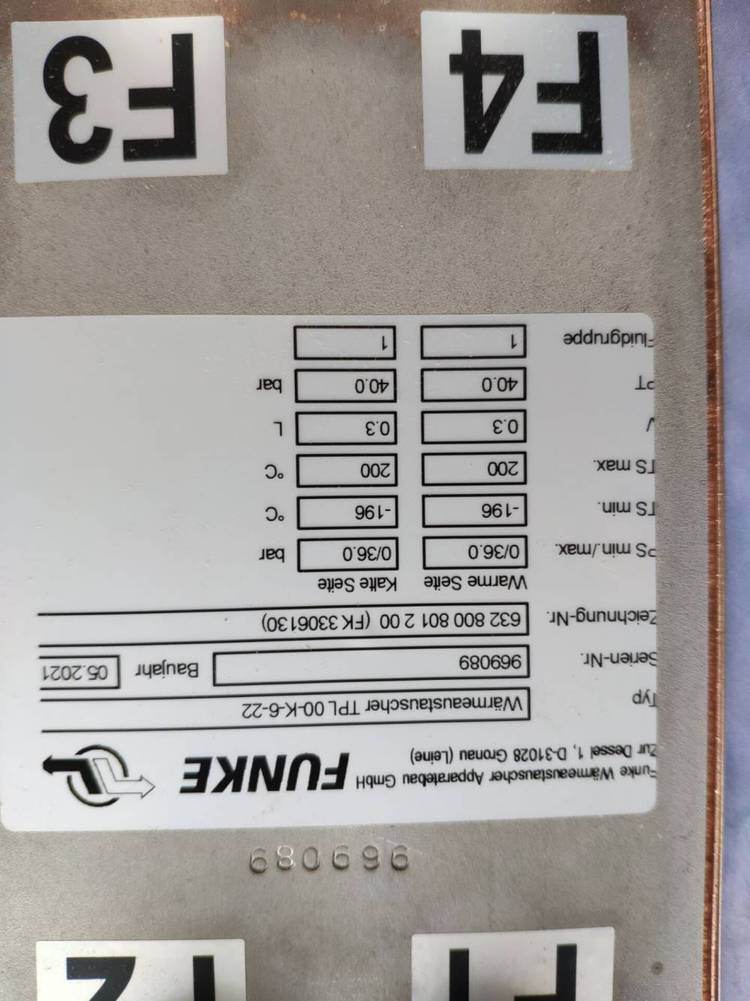 F1 F2
969089
Funke Wärmeaustauscher Apparatebau GmbH
Zur Dessel 1, D-31028 Gronau (Leine)
FUNKE
Typ Wärmeaustauscher TPL 00-K-6-22
Serien-Nr. 969089 Baujahr 05.2021
Zeichnung-Nr. 632 800 801 2 00 (FK 3306130)
Warme Seite Kalte Seite
PS min./max. 0/36.0 0/36.0 bar
TS min. -196 -196 °C
TS max. 200 200 °C
V 0.3 0.3 L
PT 40.0 40.0 bar
Fluidgruppe 1 1
F4 F3